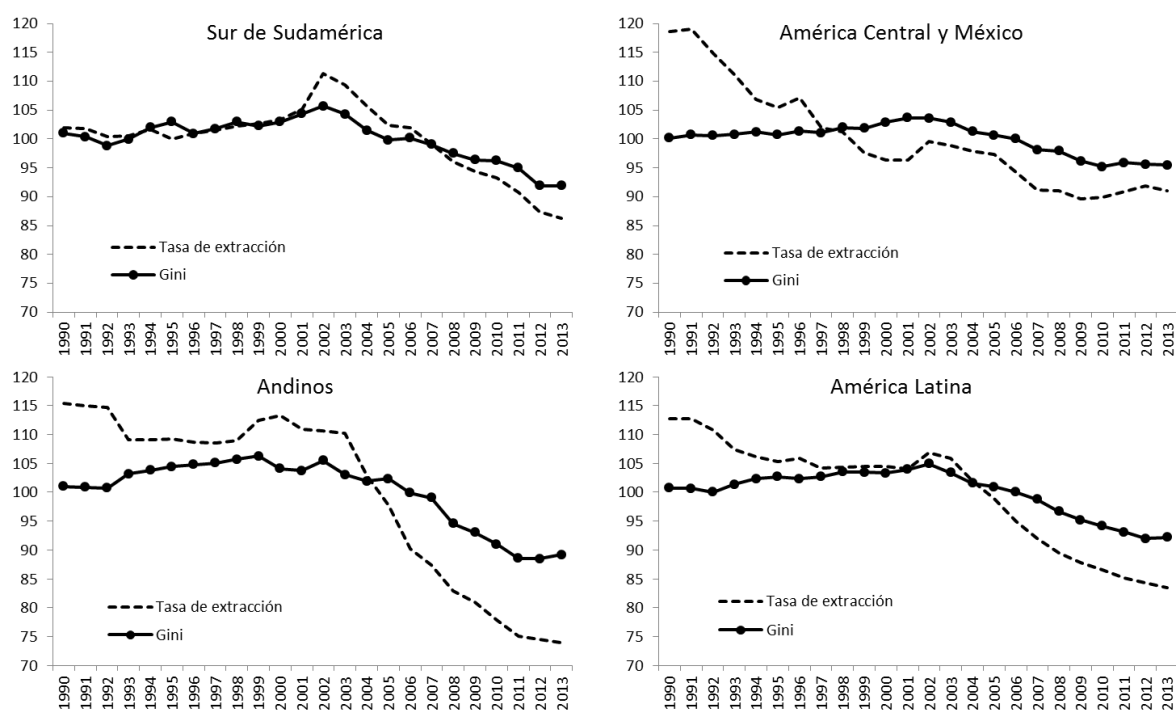 Sur de Sudamérica
120
115
110
105
100
95
90
85
80
75
70
Tasa de extracción
Gini
1990 1991 1992 1993 1994 1995 1996 1997 1998 1999 2000 2001 2002 2003 2004 2005 2006 2007 2008 2009 2010 2011 2012 2013
América Central y México
120
115
110
105
100
95
90
85
80
75
70
Tasa de extracción
Gini
1990 1991 1992 1993 1994 1995 1996 1997 1998 1999 2000 2001 2002 2003 2004 2005 2006 2007 2008 2009 2010 2011 2012 2013
Andinos
120
115
110
105
100
95
90
85
80
75
70
Tasa de extracción
Gini
1990 1991 1992 1993 1994 1995 1996 1997 1998 1999 2000 2001 2002 2003 2004 2005 2006 2007 2008 2009 2010 2011 2012 2013
América Latina
120
115
110
105
100
95
90
85
80
75
70
Tasa de extracción
Gini
1990 1991 1992 1993 1994 1995 1996 1997 1998 1999 2000 2001 2002 2003 2004 2005 2006 2007 2008 2009 2010 2011 2012 2013